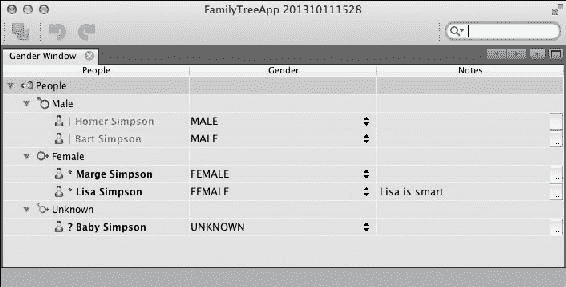 FamilyTreeApp 201310111528
Gender Window
People Gender Notes
People
Male
| Homer Simpson MALE
| Bart Simpson MALE
Female
* Marge Simpson FEMALE
* Lisa Simpson FEMALE Lisa is smart
Unknown
? Baby Simpson UNKNOWN